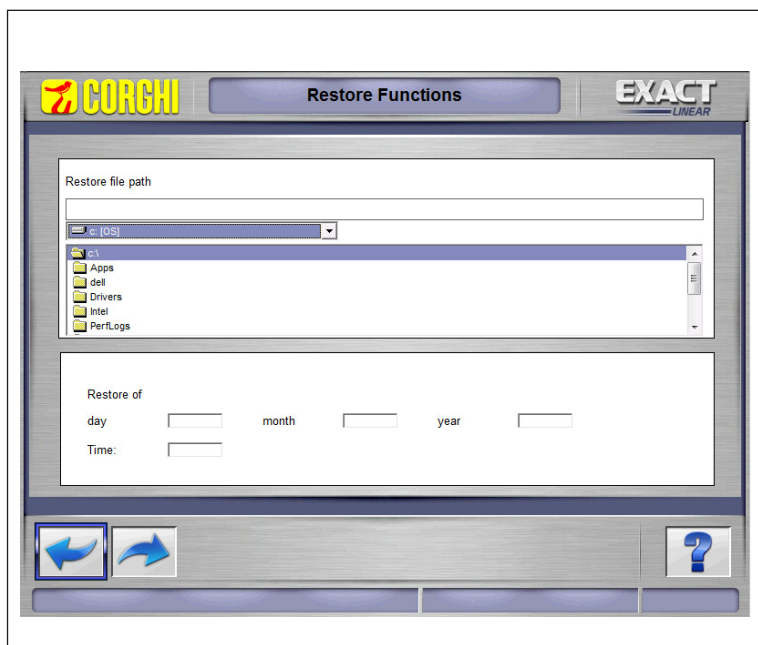 CORGHI
Restore Functions
EXACT
LINEAR
Restore file path
c: [OS]
c:\
Apps
dell
Drivers
Intel
PerfLogs
Restore of
day month year
Time:
?